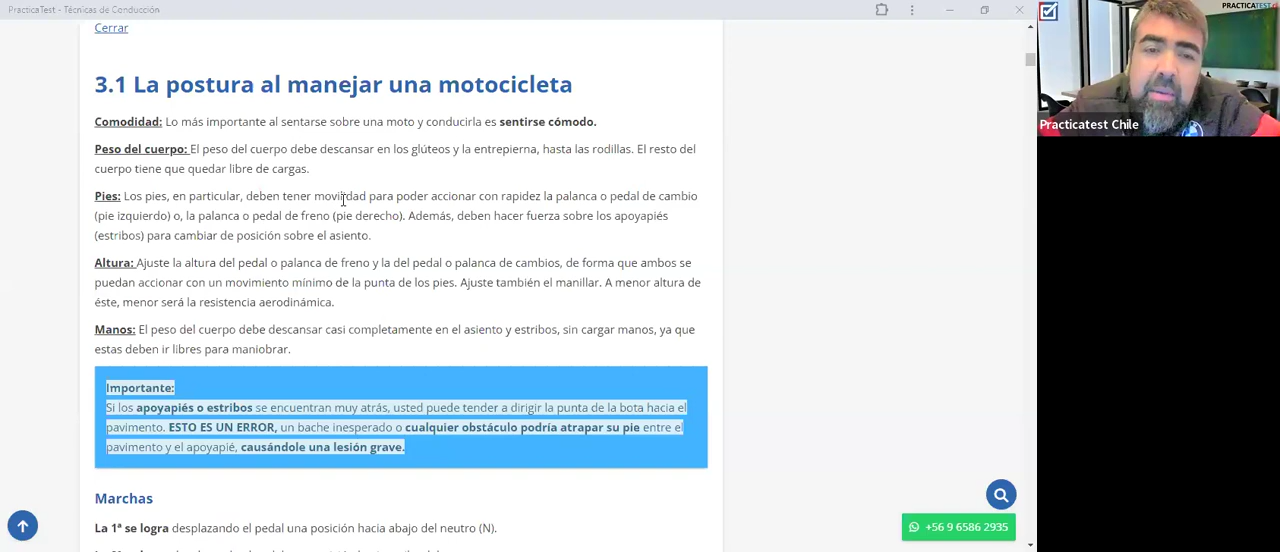 PracticaTest - Técnicas de Conducción
PRACTICATEST
Cerrar
3.1 La postura al manejar una motocicleta
Practicatest Chile
Comodidad: Lo más importante al sentarse sobre una moto y conducirla es sentirse cómodo.
Peso del cuerpo: El peso del cuerpo debe descansar en los glúteos y la entrepierna, hasta las rodillas. El resto del
cuerpo tiene que quedar libre de cargas.
Pies: Los pies, en particular, deben tener movilidad para poder accionar con rapidez la palanca o pedal de cambio
(pie izquierdo) o, la palanca o pedal de freno (pie derecho). Además, deben hacer fuerza sobre los apoyapiés
(estribos) para cambiar de posición sobre el asiento.
Altura: Ajuste la altura del pedal o palanca de freno y la del pedal o palanca de cambios, de forma que ambos se
puedan accionar con un movimiento mínimo de la punta de los pies. Ajuste también el manillar. A menor altura de
éste, menor será la resistencia aerodinámica.
Manos: El peso del cuerpo debe descansar casi completamente en el asiento y estribos, sin cargar manos, ya que
estas deben ir libres para maniobrar.
Importante:
Si los apoyapiés o estribos se encuentran muy atrás, usted puede tender a dirigir la punta de la bota hacia el
pavimento. ESTO ES UN ERROR, un bache inesperado o cualquier obstáculo podría atrapar su pie entre el
pavimento y el apoyapié, causándole una lesión grave.
Marchas
La 1ª se logra desplazando el pedal una posición hacia abajo del neutro (N).
+56 9 6586 2935